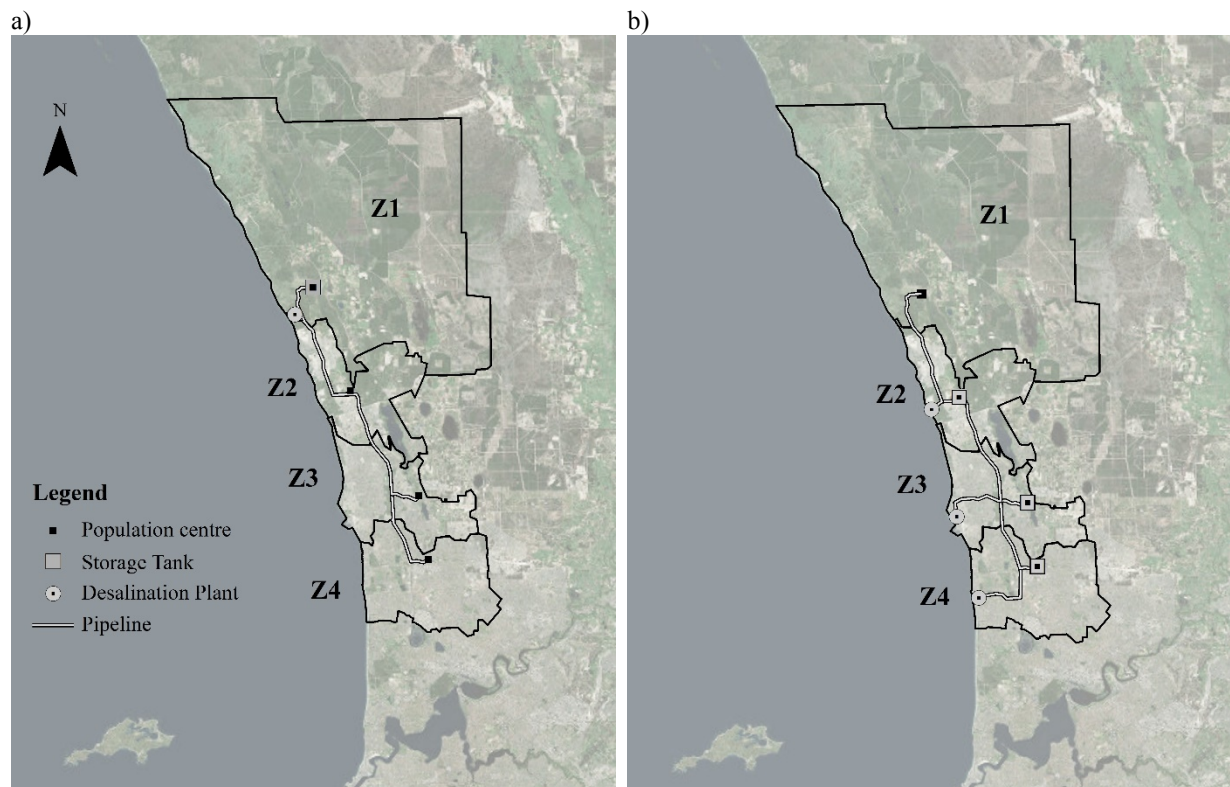 a)
b)
N
Z1
Z2
Z3
Z4
Legend
Population centre
Storage Tank
Desalination Plant
Pipeline
Z1
Z2
Z3
Z4